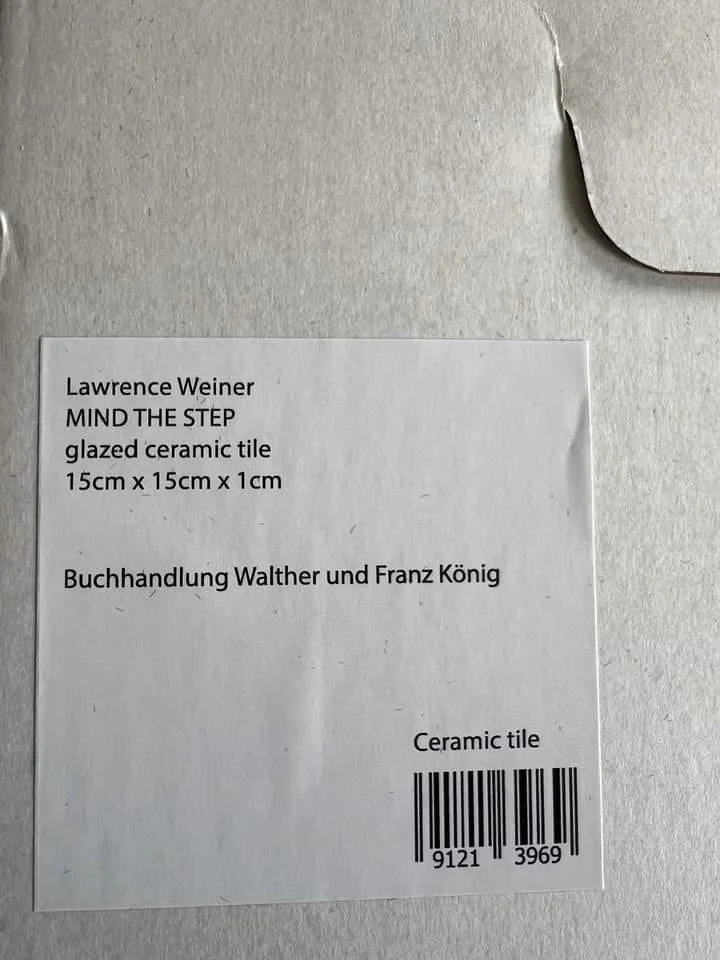 Lawrence Weiner
MIND THE STEP
glazed ceramic tile
15cm x 15cm x 1cm
Buchhandlung Walther und Franz König
Ceramic tile
9121 3969